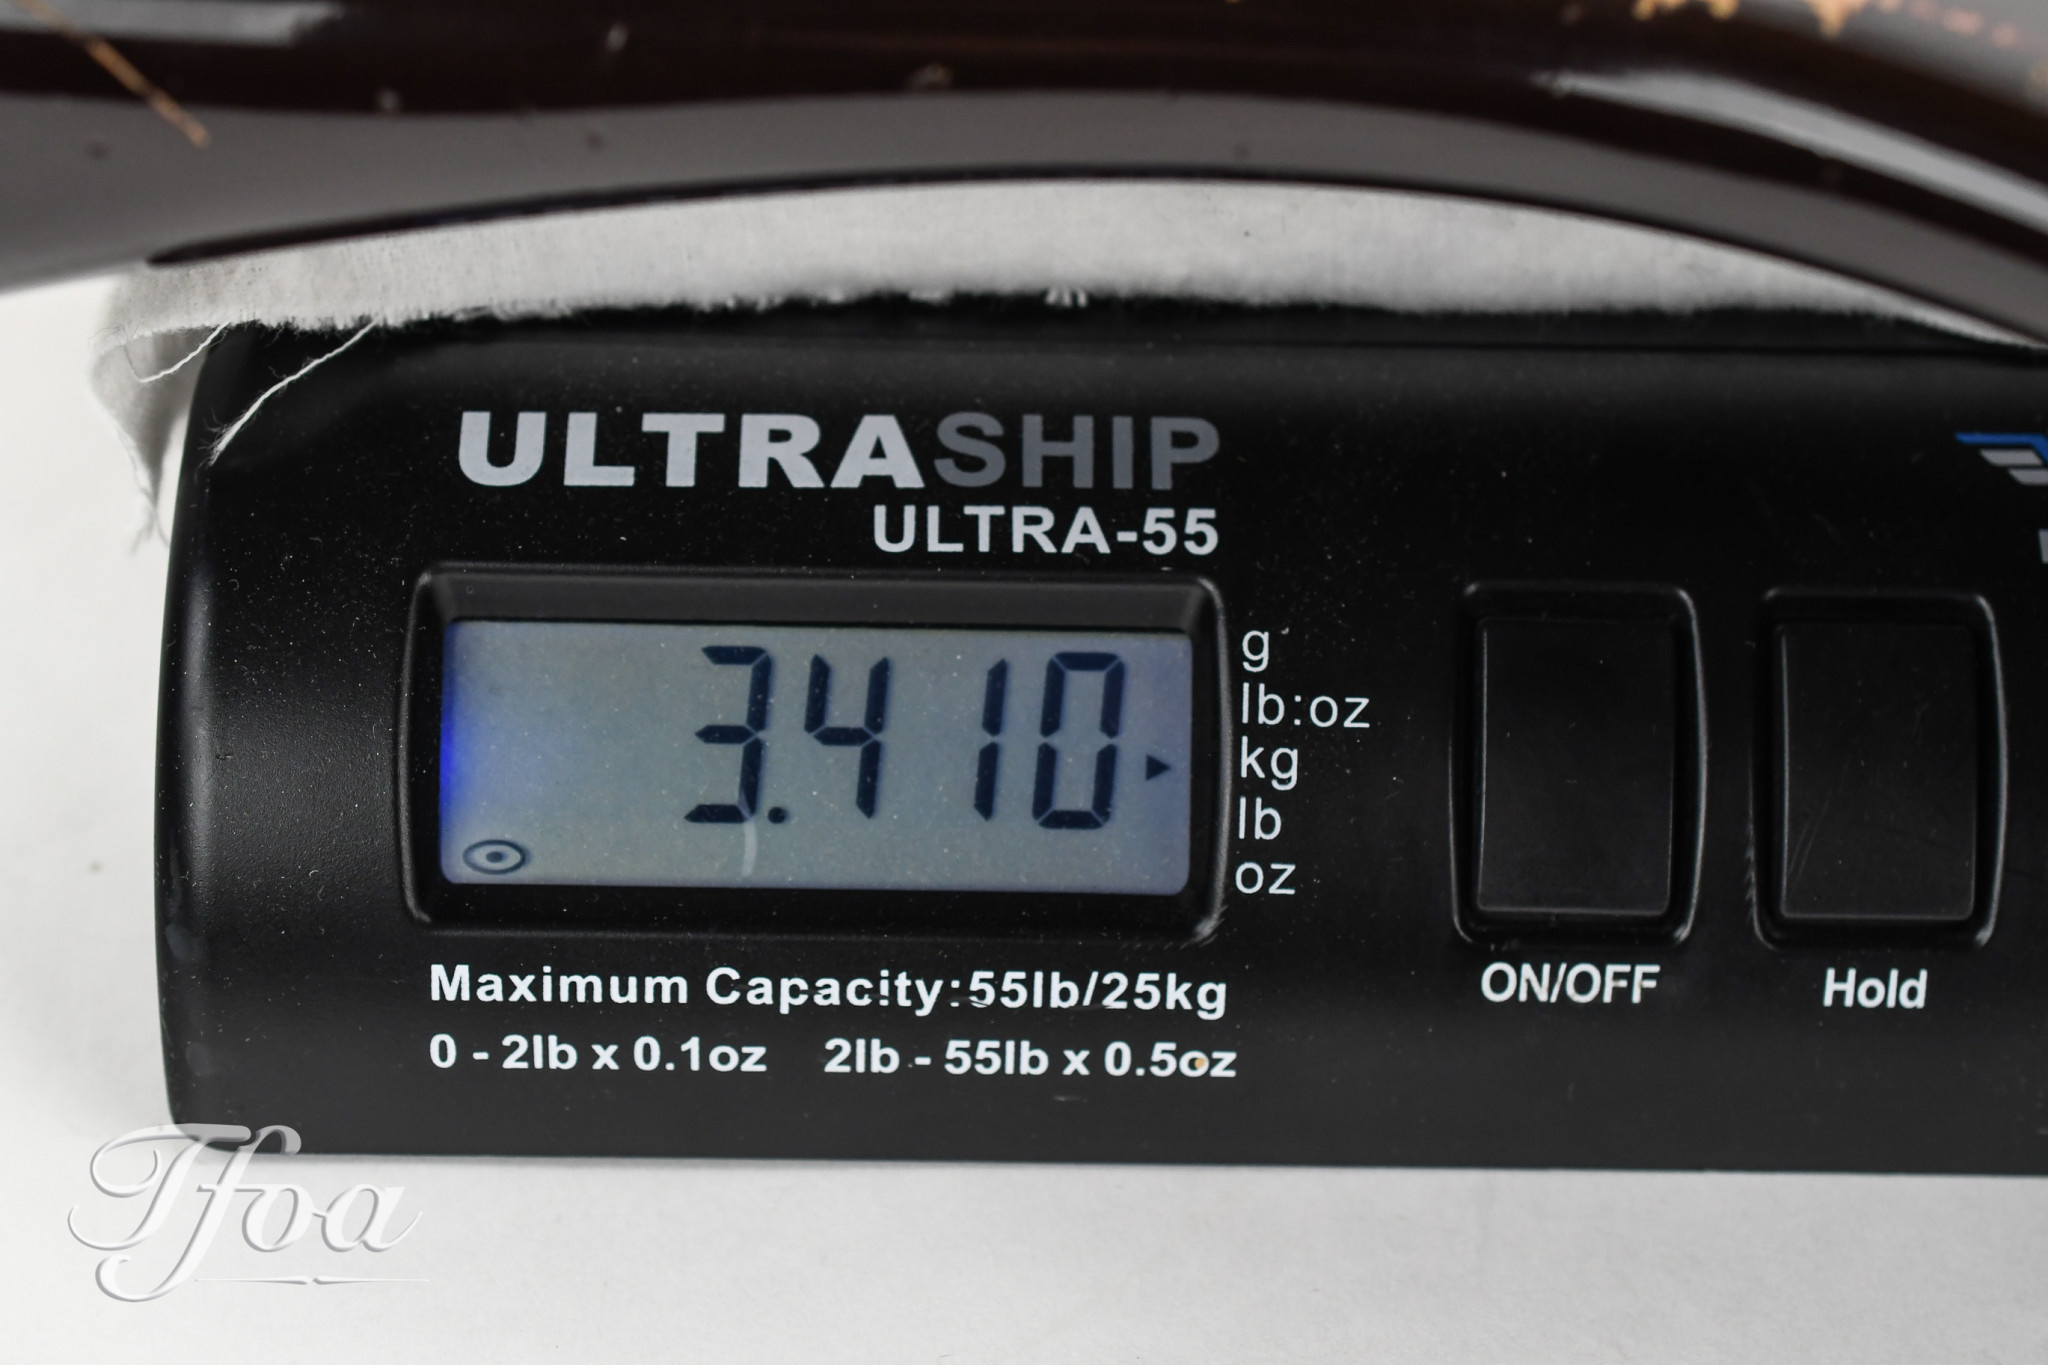 ULTRASHIP
ULTRA-55
3.410
g
lb:oz
kg
lb
oz
ON/OFF
Hold
Maximum Capacity:55lb/25kg
0 - 2lb x 0.1oz 2lb - 55lb x 0.5oz
Tfoa